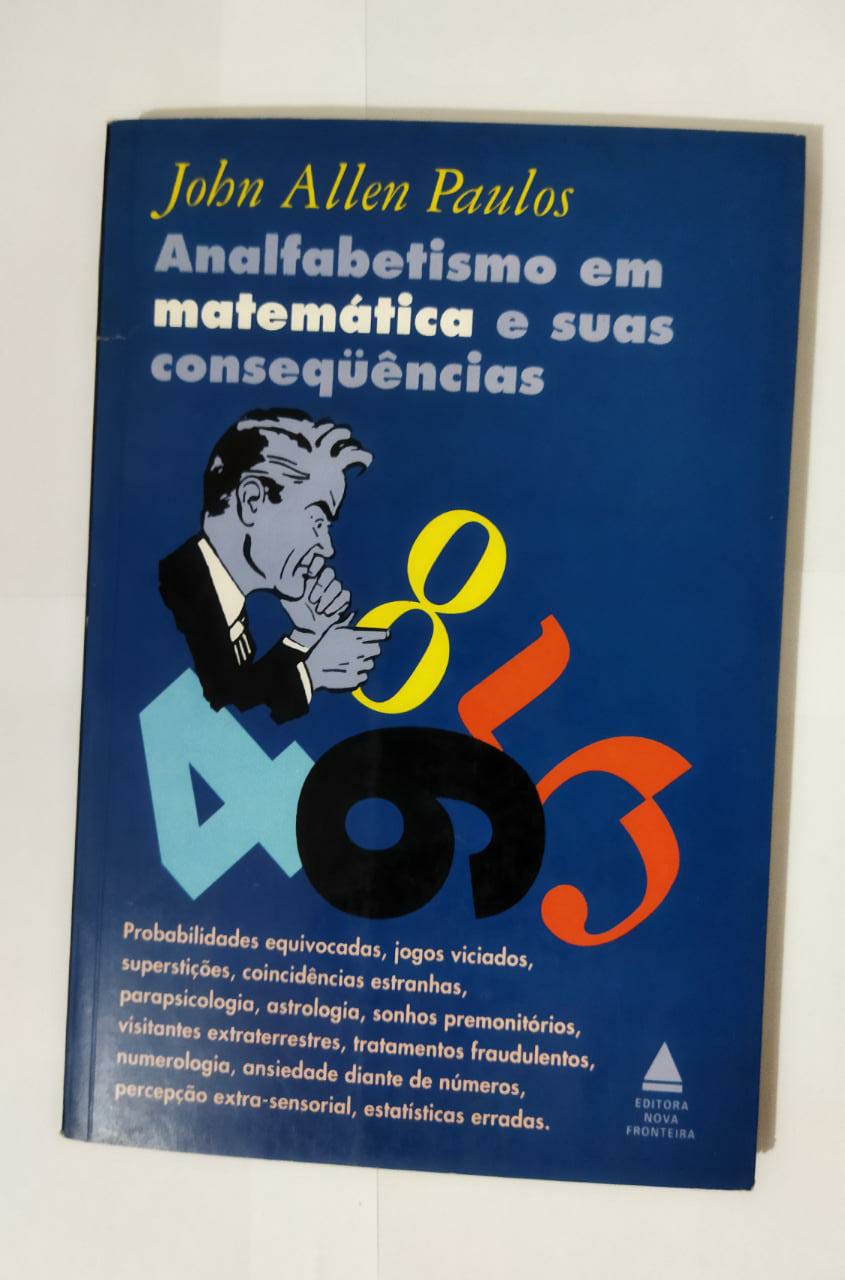 John Allen Paulos
Analfabetismo em
matemática e suas
conseqüências
8
1
4
6
3
Probabilidades equivocadas, jogos viciados,
superstições, coincidências estranhas,
parapsicologia, astrologia, sonhos premonitórios,
visitantes extraterrestres, tratamentos fraudulentos,
numerologia, ansiedade diante de números,
percepção extra-sensorial, estatísticas erradas.
EDITORA
NOVA
FRONTEIRA